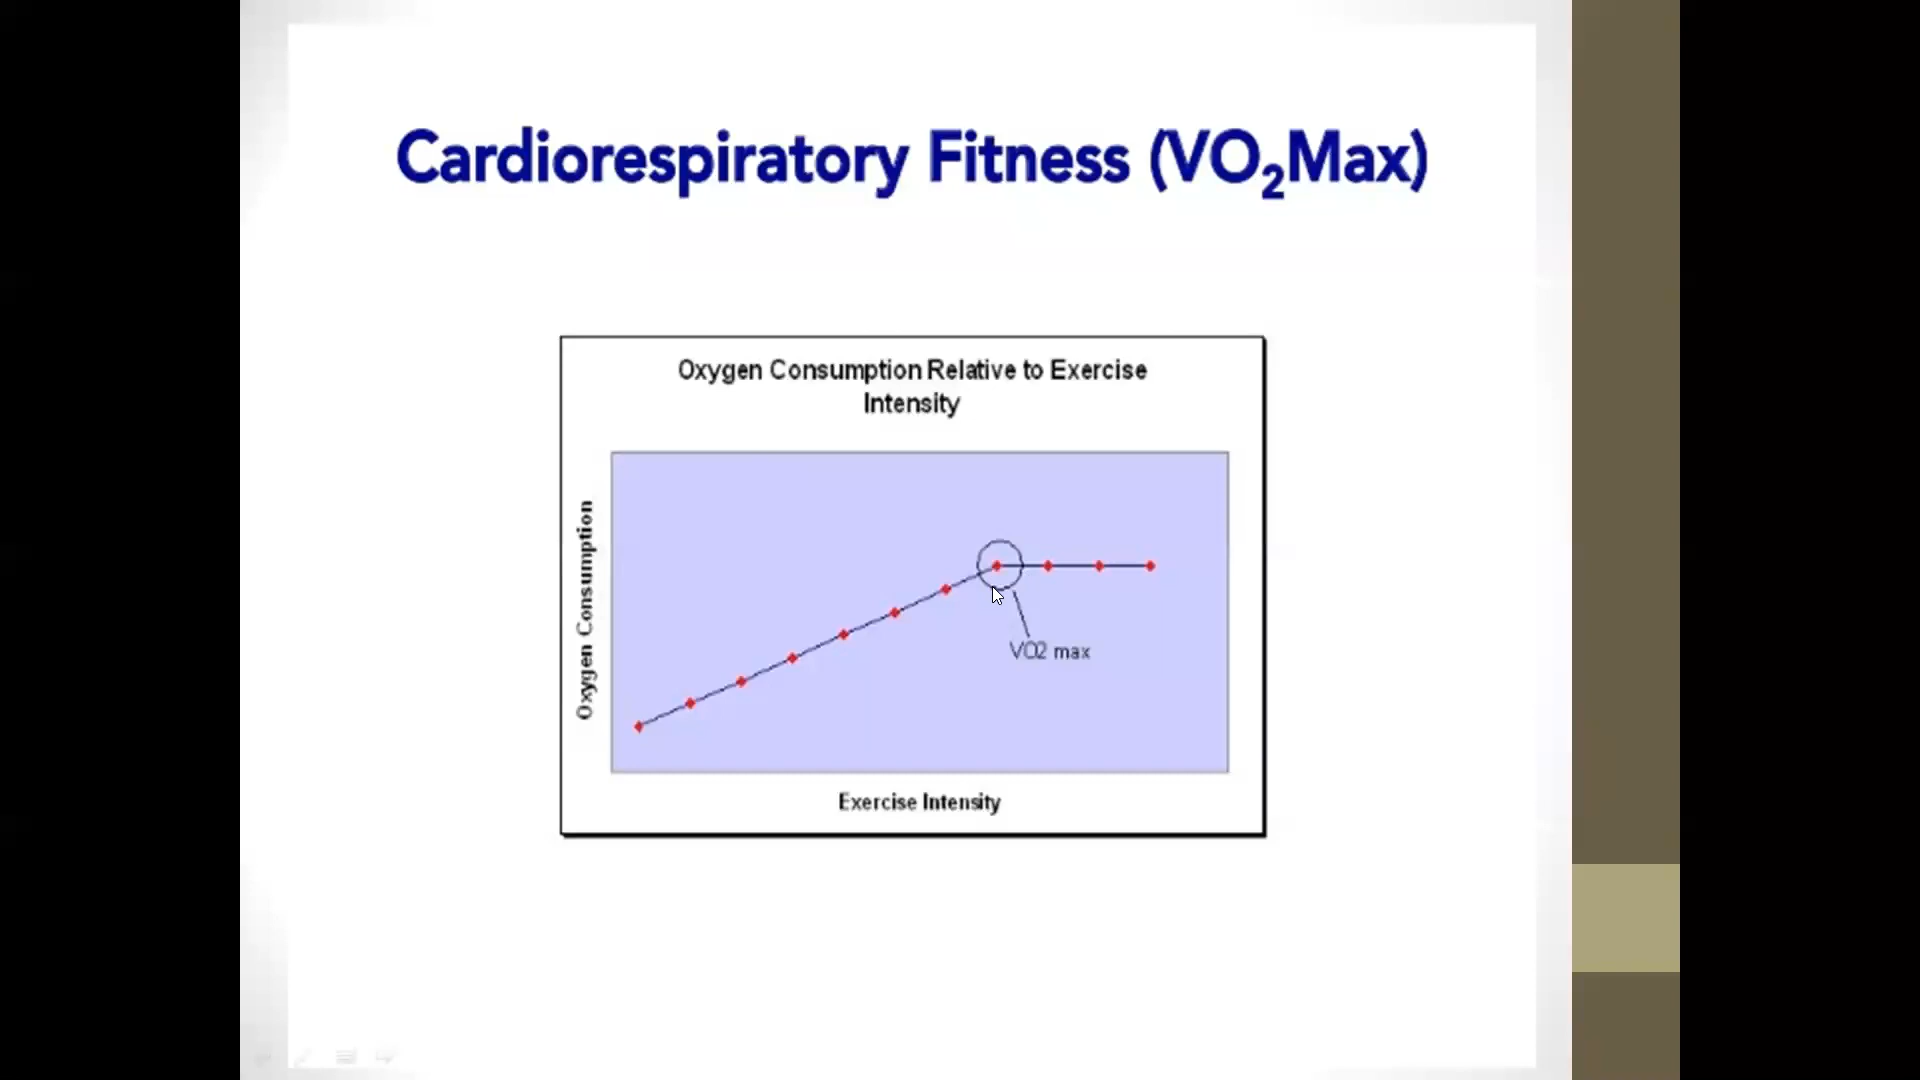 Cardiorespiratory Fitness (VO₂Max)
Oxygen Consumption Relative to Exercise
Intensity
Oxygen Consumption
VO2 max
Exercise Intensity